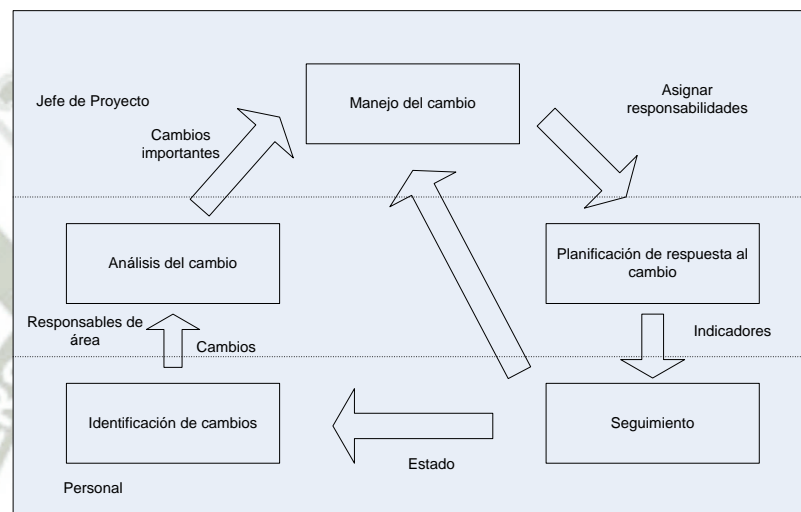 Manejo del cambio
Jefe de Proyecto
Asignar
responsabilidades
Cambios
importantes
Análisis del cambio
Planificación de respuesta al
cambio
Responsables de
área
Cambios
Indicadores
Identificación de cambios
Seguimiento
Estado
Personal